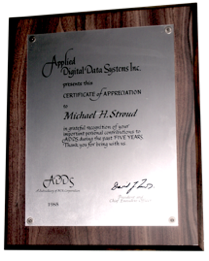 Applied
Digital Data Systems Inc.
presents this
CERTIFICATE of APPRECIATION
to
Michael H. Stroud
in grateful recognition of your
important personal contributions to
ADDS during the past FIVE YEARS.
Thank you for being with us.
ADDS